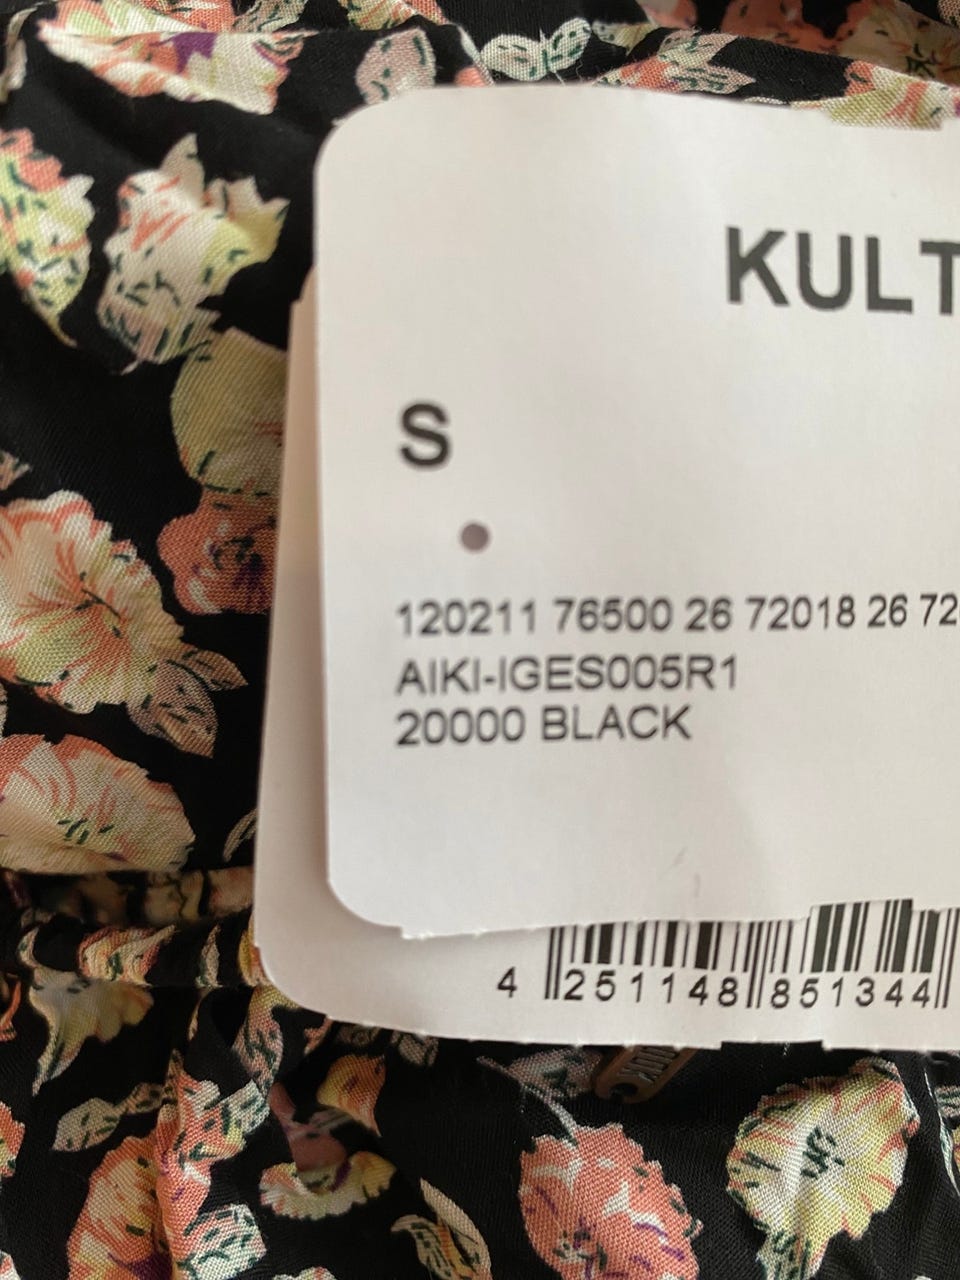 KULT
S
120211 76500 26 72018 26 72
AIKI-IGES005R1
20000 BLACK
4 251148 851344